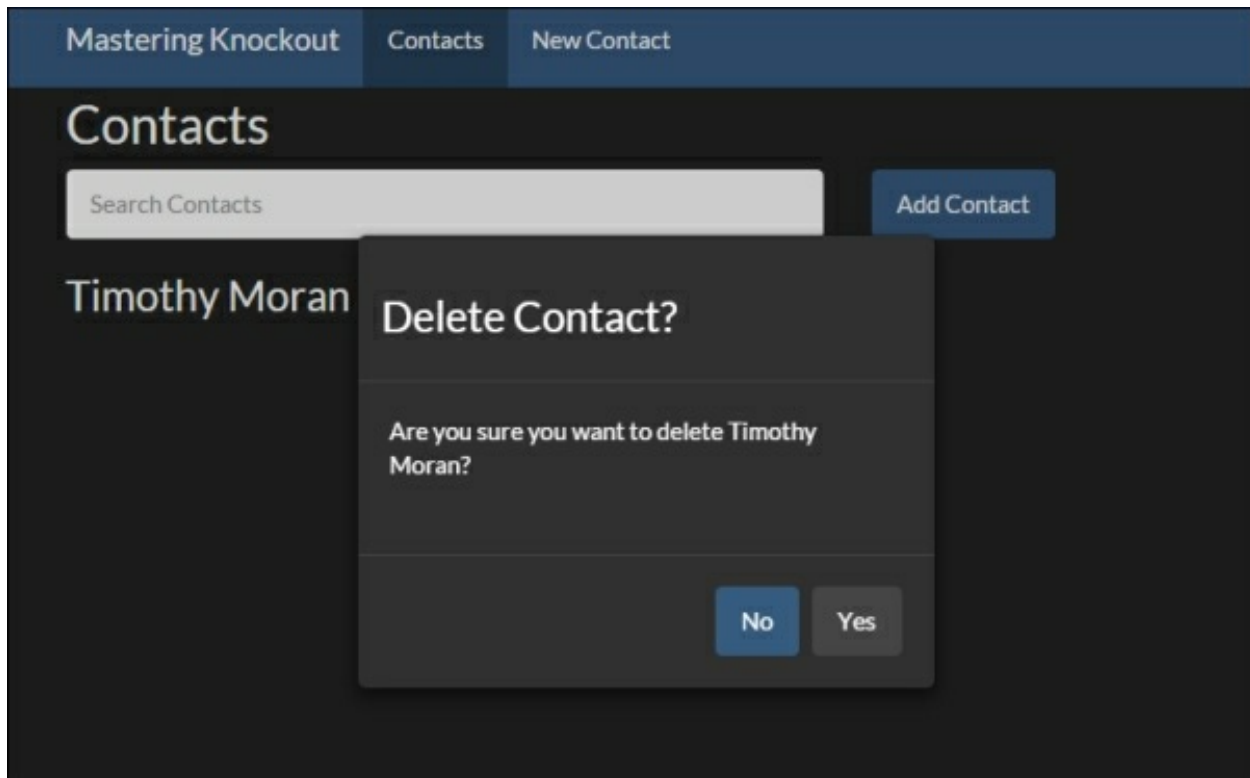 Mastering Knockout Contacts New Contact
Contacts
Search Contacts
Add Contact
Timothy Moran
Delete Contact?
Are you sure you want to delete Timothy
Moran?
No
Yes